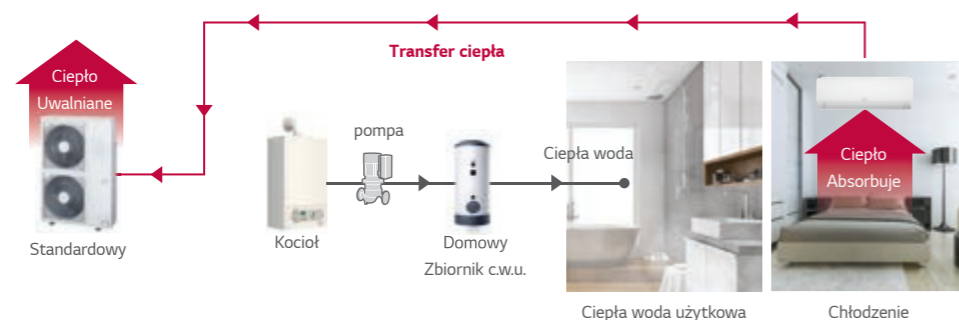 Transfer ciepła
Ciepło
Uwalniane
Standardowy
Kocioł
pompa
Domowy
Zbiornik c.w.u.
Ciepła woda
Ciepła woda użytkowa
Ciepło
Absorbuje
Chłodzenie